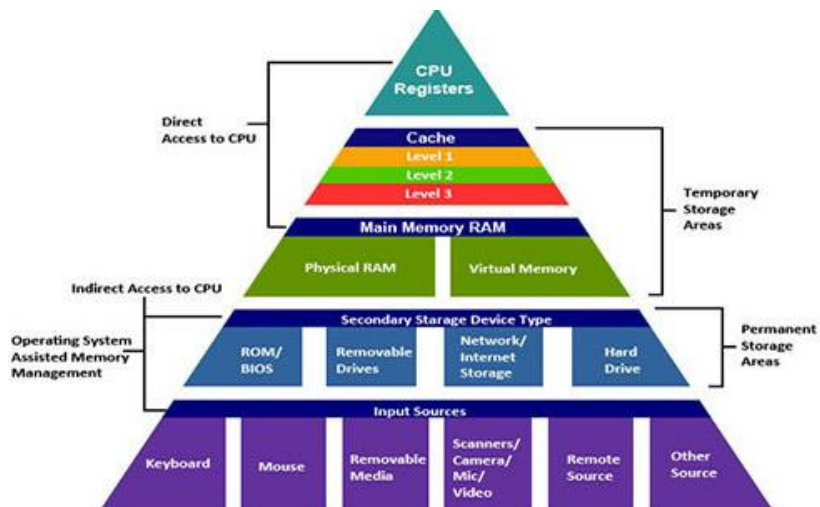 CPU
Registers
Direct
Access to CPU
Cache
Level 1
Level 2
Level 3
Temporary
Storage
Areas
Main Memory RAM
Physical RAM
Virtual Memory
Indirect Access to CPU
Operating System
Assisted Memory
Management
Secondary Starage Device Type
ROM/
BIOS
Removable
Drives
Network/
Internet
Storage
Hard
Drive
Permanent
Storage
Areas
Input Sources
Keyboard
Mouse
Removable
Media
Scanners/
Camera/
Mic/
Video
Remote
Source
Other
Source